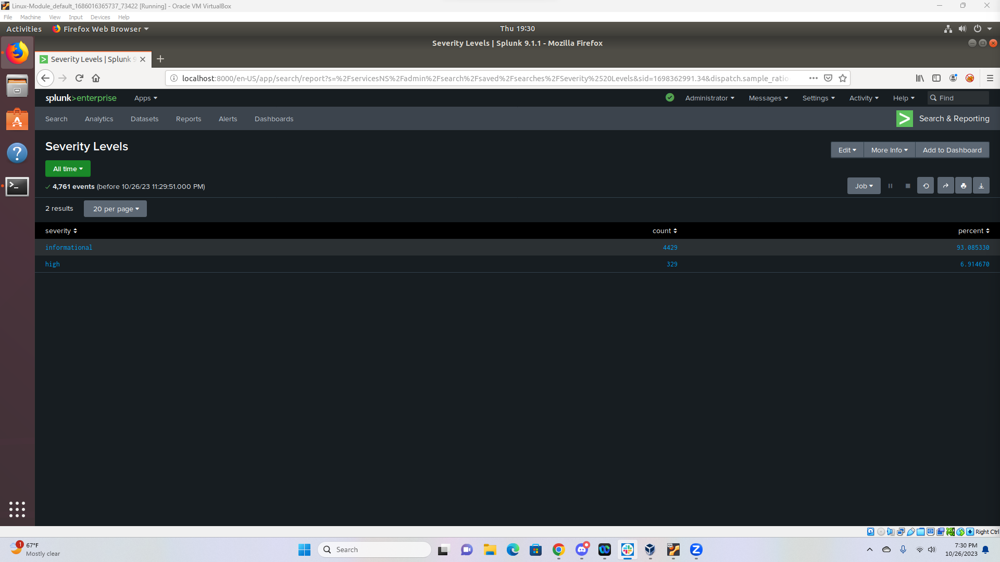 Linux-Module_default_1686016365737_73422 [Running] - Oracle VM VirtualBox
File Machine View Input Devices Help
Activities Firefox Web Browser Thu 19:30
Severity Levels | Splunk 9.1.1 - Mozilla Firefox
Severity Levels | Splunk 9
localhost:8000/en-US/app/search/report?s=%2FservicesNS%2Fadmin%2Fsearch%2Fsaved%2Fsearches%2FSeverity%2520Levels&sid=1698362991.34&dispatch.sample_ratio
splunk>enterprise Apps Administrator Messages Settings Activity Help Find
Search Analytics Datasets Reports Alerts Dashboards Search & Reporting
Severity Levels
Edit More Info Add to Dashboard
All time
4,761 events (before 10/26/23 11:29:51.000 PM)
Job
2 results 20 per page
severity count percent
informational 4429 93.085330
high 329 6.914670
Right Ctrl
1
67°F
Mostly clear
Search
7:30 PM
10/26/2023